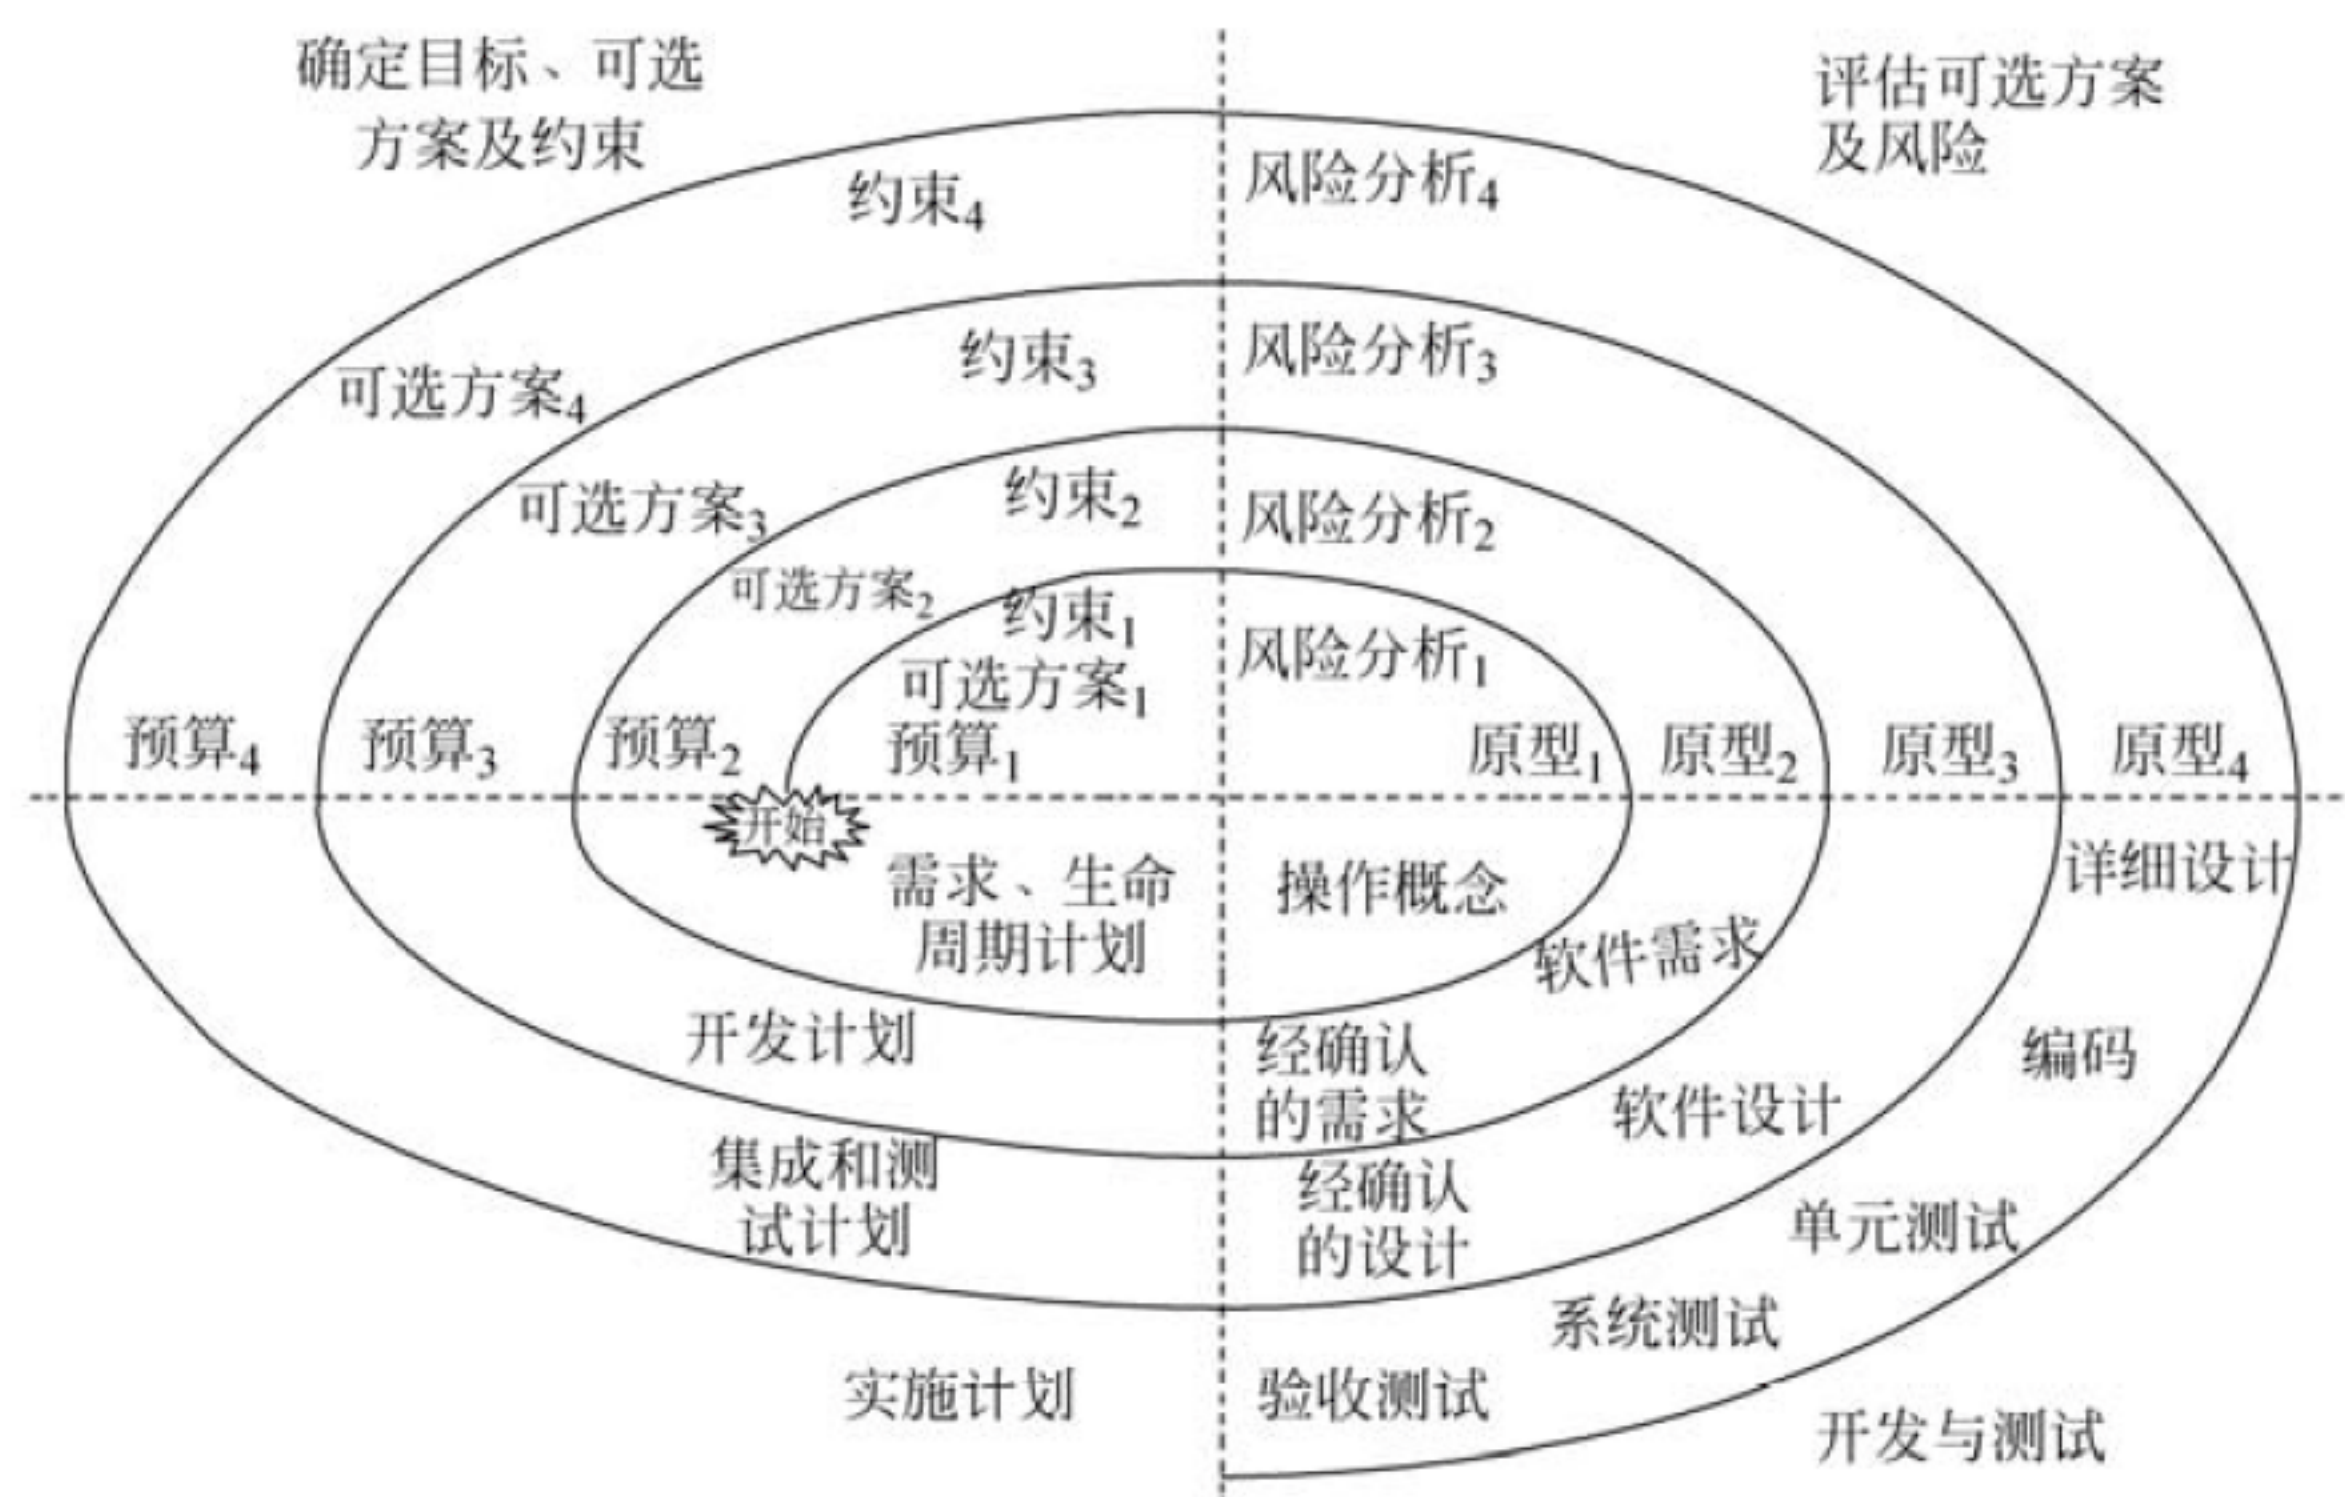 确定目标、可选
方案及约束
评估可选方案
及风险
约束4
风险分析4
约束3
风险分析3
可选方案4
约束2
风险分析2
可选方案3
可选方案2
约束1
风险分析1
可选方案1
预算4
预算3
预算2
预算1
原型1
原型2
原型3
原型4
开始
需求、生命
周期计划
操作概念
软件需求
详细设计
开发计划
经确认
的需求
软件设计
编码
集成和测
试计划
经确认
的设计
单元测试
系统测试
实施计划
验收测试
开发与测试